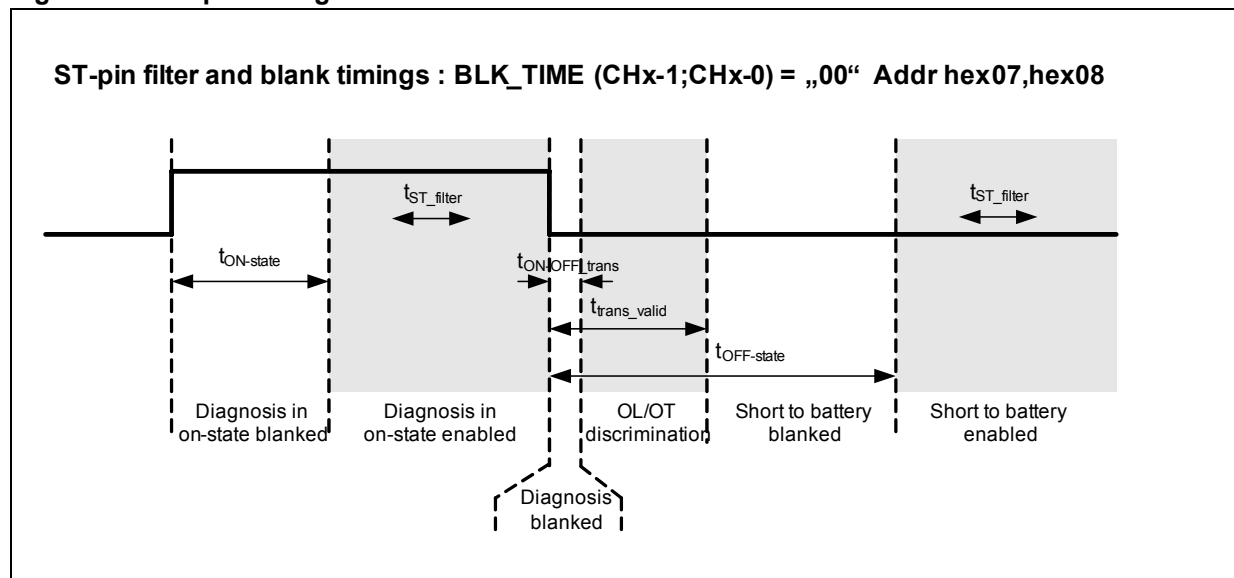 ST-pin filter and blank timings : BLK_TIME (CHx-1;CHx-0) = „00“ Addr hex07,hex08
tST_filter
tST_filter
tON-state
tON-OFF_trans
ttrans_valid
tOFF-state
Diagnosis in
on-state blanked
Diagnosis in
on-state enabled
OL/OT
discrimination
Short to battery
blanked
Short to battery
enabled
Diagnosis
blanked